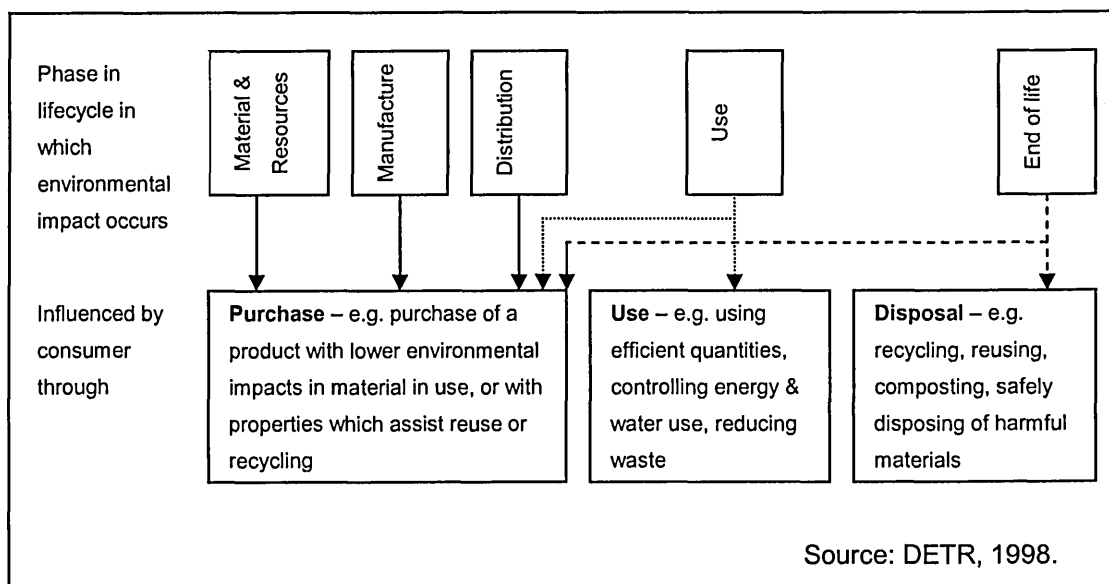 Phase in
lifecycle in
which
environmental
impact occurs
Material &
Resources
Manufacture
Distribution
Use
End of life
Influenced by
consumer
through
Purchase – e.g. purchase of a
product with lower environmental
impacts in material in use, or with
properties which assist reuse or
recycling
Use – e.g. using
efficient quantities,
controlling energy &
water use, reducing
waste
Disposal – e.g.
recycling, reusing,
composting, safely
disposing of harmful
materials
Source: DETR, 1998.